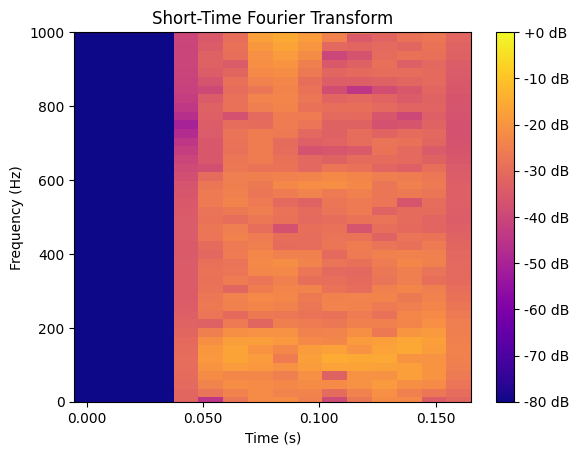 Short-Time Fourier Transform
Frequency (Hz)
1000
800
600
400
200
0
0.000
0.050
0.100
0.150
Time (s)
+0 dB
-10 dB
-20 dB
-30 dB
-40 dB
-50 dB
-60 dB
-70 dB
-80 dB